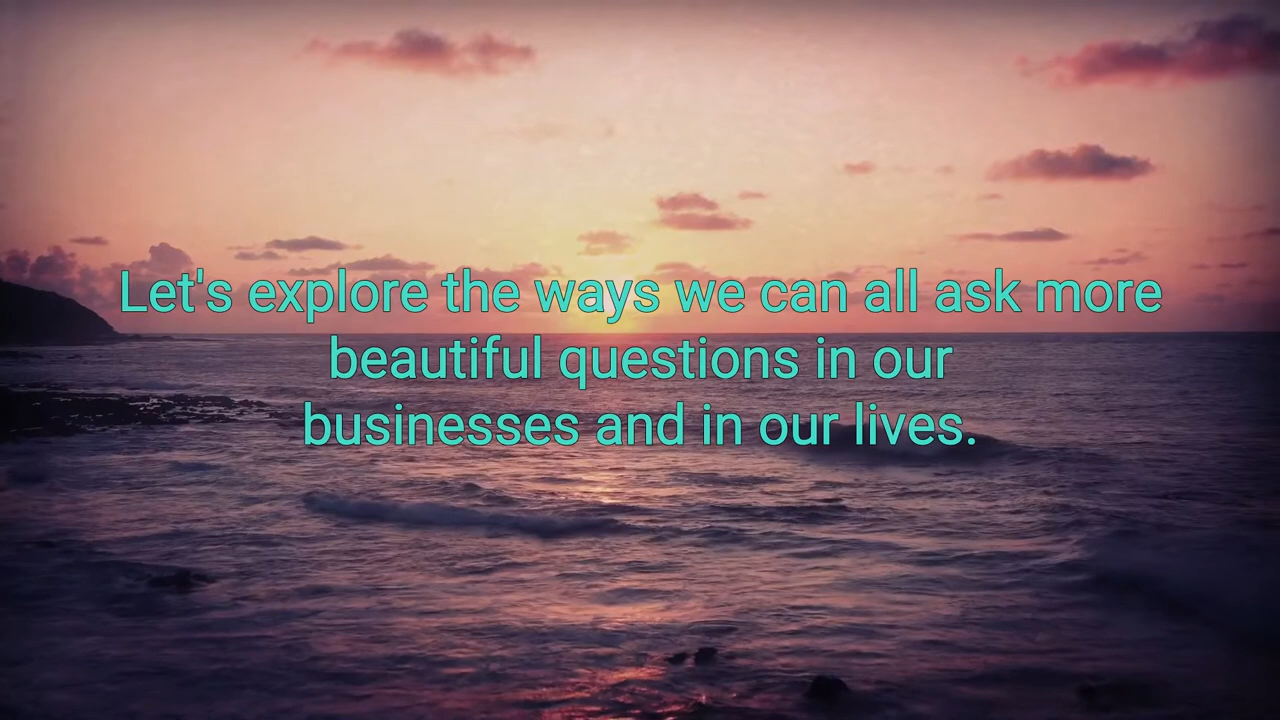 Let's explore the ways we can all ask more
beautiful questions in our
businesses and in our lives.